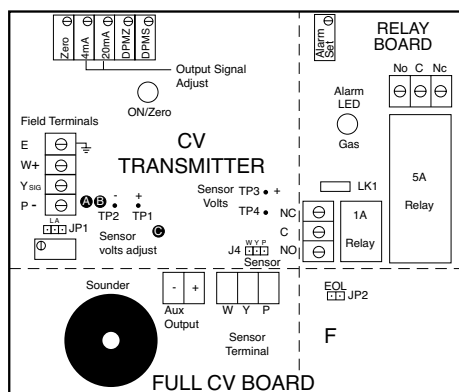 Zero
4mA
20mA
DPMZ
DPMS
Output Signal
Adjust
ON/Zero
Alarm
Set
RELAY
BOARD
No C Nc
Alarm
LED
Gas
Field Terminals
E
W+
Y SIG
P -
CV
TRANSMITTER
LK1
5A
Relay
A B
- +
TP2 TP1
C
Sensor
Volts
TP3 +
TP4 -
NC
C
NO
1A
Relay
L A
JP1
Sensor
volts adjust
J4
W Y P
Sensor
Sounder
- +
Aux
Output
W Y P
Sensor
Terminal
EOL
JP2
F
FULL CV BOARD